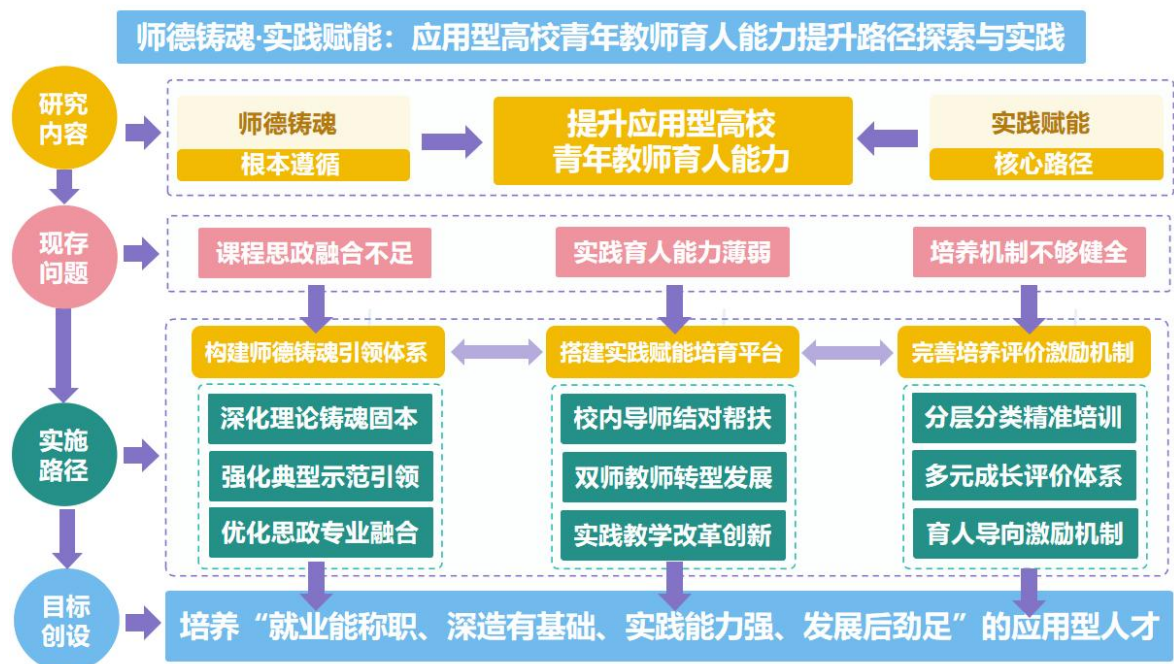 师德铸魂·实践赋能：应用型高校青年教师育人能力提升路径探索与实践
研究
内容
师德铸魂
根本遵循
提升应用型高校
青年教师育人能力
实践赋能
核心路径
现存
问题
课程思政融合不足
实践育人能力薄弱
培养机制不够健全
构建师德铸魂引领体系
搭建实践赋能培育平台
完善培养评价激励机制
实施
路径
深化理论铸魂固本
强化典型示范引领
优化思政专业融合
校内导师结对帮扶
双师教师转型发展
实践教学改革创新
分层分类精准培训
多元成长评价体系
育人导向激励机制
目标
创设
培养“就业能称职、深造有基础、实践能力强、发展后劲足”的应用型人才